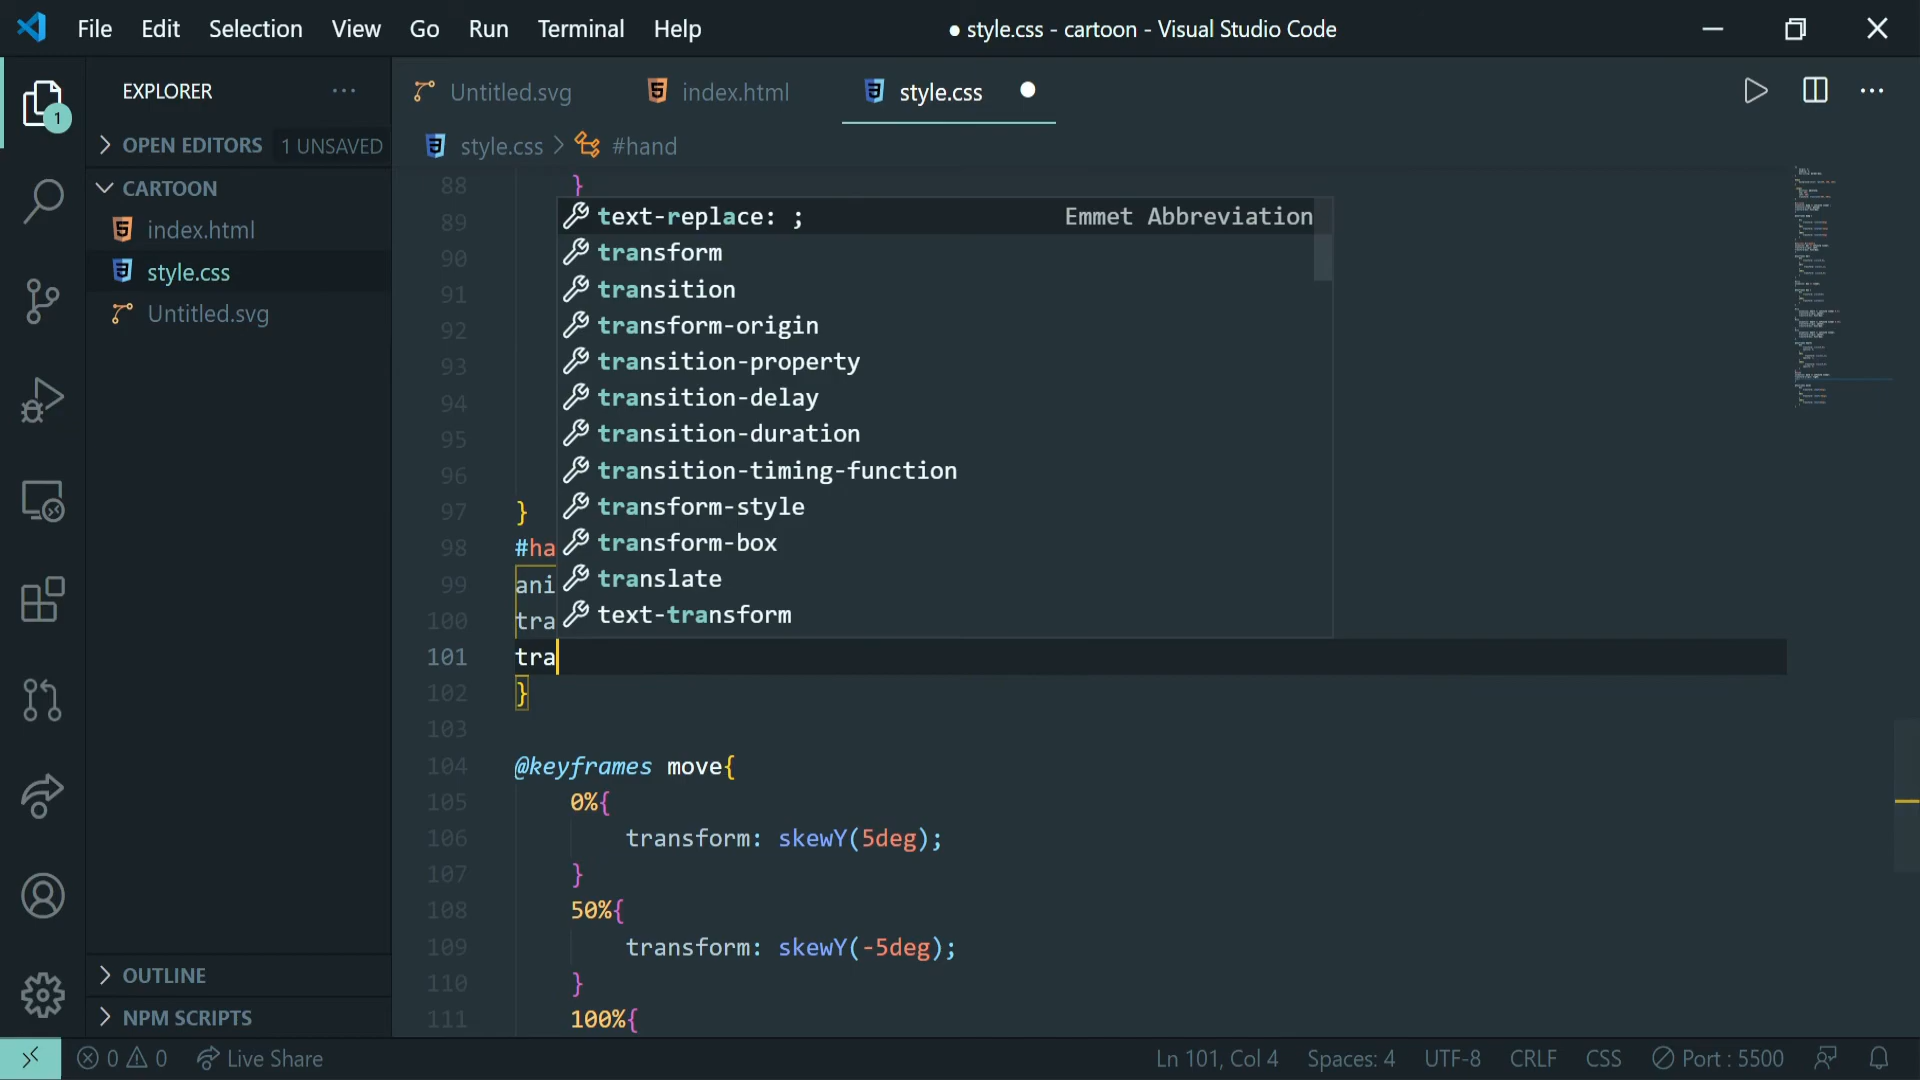 File Edit Selection View Go Run Terminal Help
● style.css - cartoon - Visual Studio Code
EXPLORER
OPEN EDITORS 1 UNSAVED
CARTOON
index.html
style.css
Untitled.svg
OUTLINE
NPM SCRIPTS
1
Untitled.svg index.html style.css
style.css > #hand
88 }
89
90
91
92
93
94
95
96
97 }
98 #ha
99 ani
100 tra
101 tra
102 }
103
104 @keyframes move{
105 0%{
106 transform: skewY(5deg);
107 }
108 50%{
109 transform: skewY(-5deg);
110 }
111 100%{
text-replace: ; Emmet Abbreviation
transform
transition
transform-origin
transition-property
transition-delay
transition-duration
transition-timing-function
transform-style
transform-box
translate
text-transform
0 0 Live Share Ln 101, Col 4 Spaces: 4 UTF-8 CRLF CSS Port : 5500